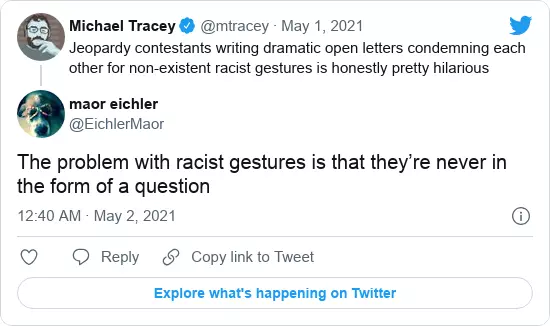 Michael Tracey @mtracey · May 1, 2021
Jeopardy contestants writing dramatic open letters condemning each
other for non-existent racist gestures is honestly pretty hilarious
maor eichler
@EichlerMaor
The problem with racist gestures is that they’re never in
the form of a question
12:40 AM · May 2, 2021
Reply Copy link to Tweet
Explore what's happening on Twitter